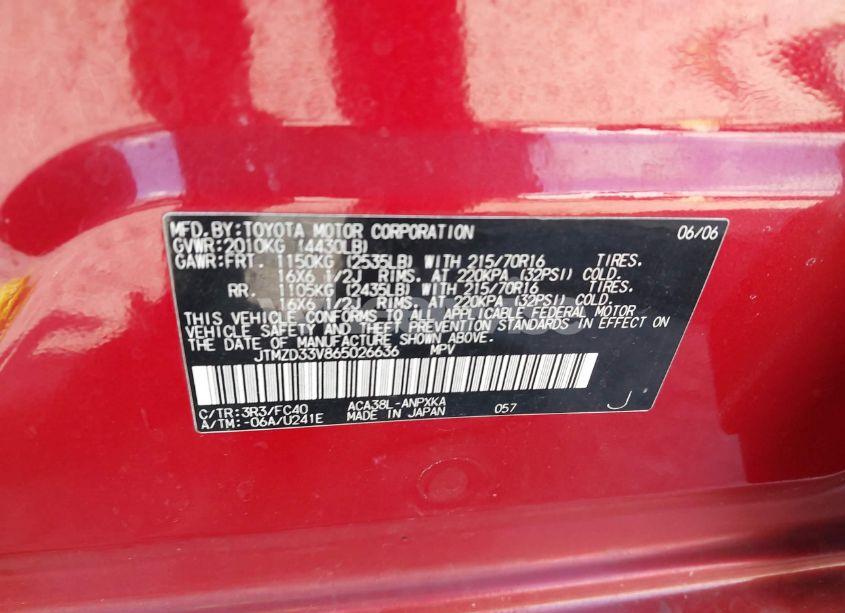 MFD.BY:TOYOTA MOTOR CORPORATION 06/06
GVWR:2010KG (4430LB)
GAWR:FRT. 1150KG (2535LB) WITH 215/70R16 TIRES.
16X6 1/2J RIMS. AT 220KPA (32PSI) COLD.
RR. 1105KG (2435LB) WITH 215/70R16 TIRES.
16X6 1/2J RIMS. AT 220KPA (32PSI) COLD.
THIS VEHICLE CONFORMS TO ALL APPLICABLE FEDERAL MOTOR
VEHICLE SAFETY AND THEFT PREVENTION STANDARDS IN EFFECT ON
THE DATE OF MANUFACTURE SHOWN ABOVE.
JTMZD33V865026636 MPV
C/TR:3R3/FC40 ACA38L-ANPXKA
A/TM:-06A/U241E MADE IN JAPAN 057 J